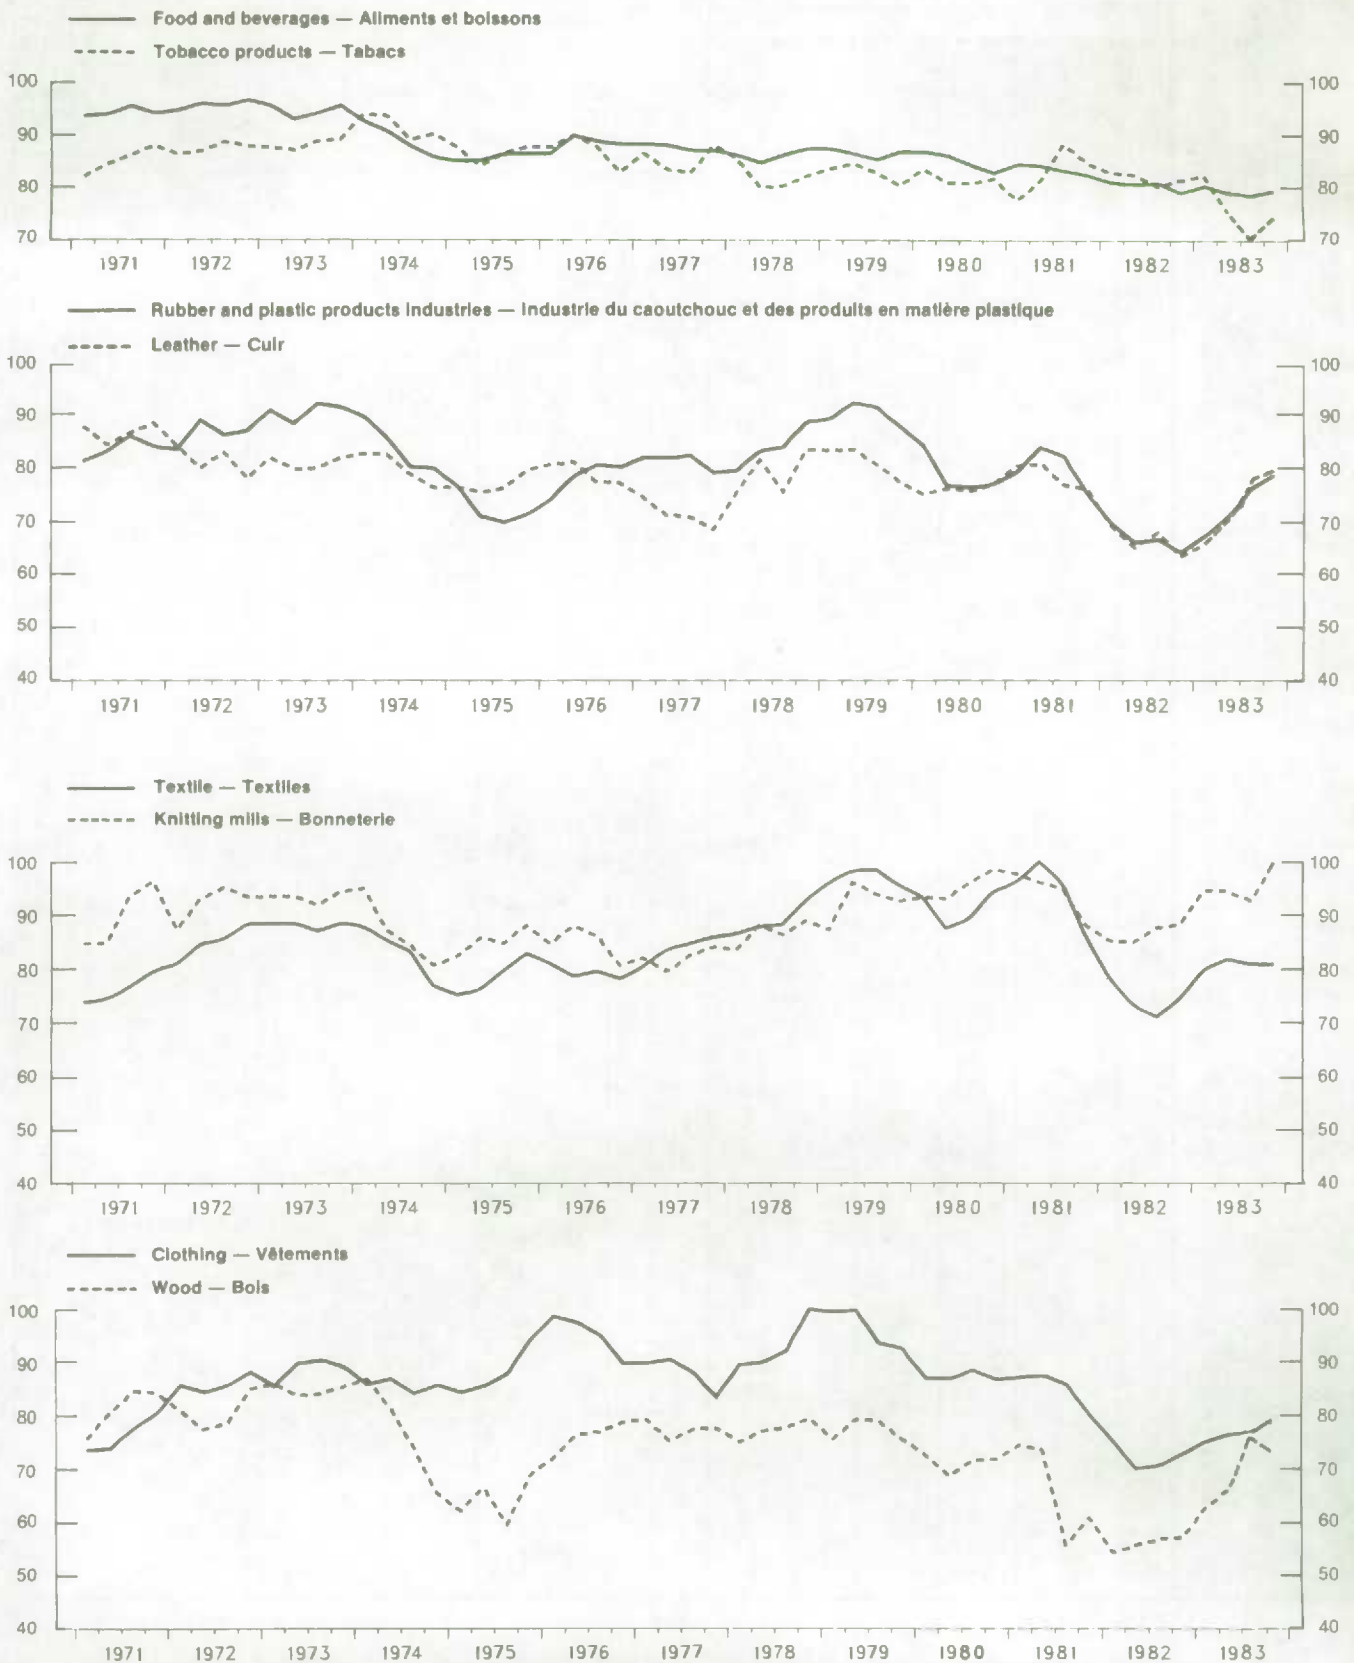 Food and beverages — Aliments et boissons
Tobacco products — Tabacs
100 100
90 90
80 80
70 70
1971 1972 1973 1974 1975 1976 1977 1978 1979 1980 1981 1982 1983
Rubber and plastic products industries — Industrie du caoutchouc et des produits en matière plastique
Leather — Cuir
100 100
90 90
80 80
70 70
60 60
50 50
40 40
1971 1972 1973 1974 1975 1976 1977 1978 1979 1980 1981 1982 1983
Textile — Textiles
Knitting mills — Bonneterie
100 100
90 90
80 80
70 70
60 60
50 50
40 40
1971 1972 1973 1974 1975 1976 1977 1978 1979 1980 1981 1982 1983
Clothing — Vêtements
Wood — Bois
100 100
90 90
80 80
70 70
60 60
50 50
40 40
1971 1972 1973 1974 1975 1976 1977 1978 1979 1980 1981 1982 1983